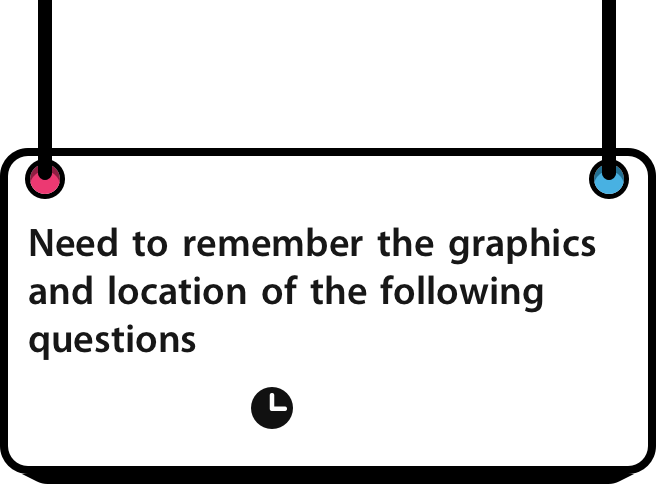 Need to remember the graphics
and location of the following
questions